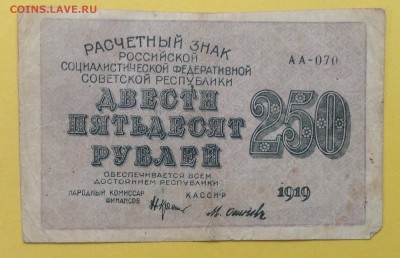 COINS.LAVE.RU
РАСЧЕТНЫЙ ЗНАК
РОССИЙСКОЙ
СОЦИАЛИСТИЧЕСКОЙ ФЕДЕРАТИВНОЙ
СОВЕТСКОЙ РЕСПУБЛИКИ
АА-070
ДВЕСТИ
ПЯТЬДЕСЯТ
РУБЛЕЙ
250
ОБЕСПЕЧИВАЕТСЯ ВСЕМ
ДОСТОЯНИЕМ РЕСПУБЛИКИ
НАРОДНЫЙ КОМИССАР
ФИНАНСОВ
КАССИР
1919